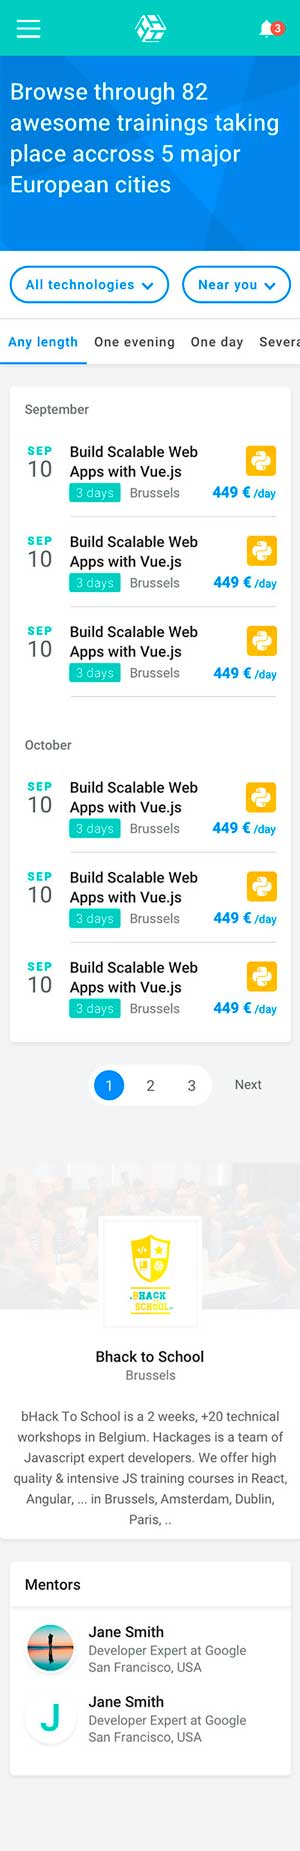 3
Browse through 82
awesome trainings taking
place accross 5 major
European cities
All technologies
Near you
Any length One evening One day Severa
September
SEP
10
Build Scalable Web
Apps with Vue.js
3 days Brussels 449 € /day
SEP
10
Build Scalable Web
Apps with Vue.js
3 days Brussels 449 € /day
SEP
10
Build Scalable Web
Apps with Vue.js
3 days Brussels 449 € /day
October
SEP
10
Build Scalable Web
Apps with Vue.js
3 days Brussels 449 € /day
SEP
10
Build Scalable Web
Apps with Vue.js
3 days Brussels 449 € /day
SEP
10
Build Scalable Web
Apps with Vue.js
3 days Brussels 449 € /day
1 2 3 Next
</>
.BHACK
SCHOOL
Bhack to School
Brussels
bHack To School is a 2 weeks, +20 technical
workshops in Belgium. Hackages is a team of
Javascript expert developers. We offer high
quality & intensive JS training courses in React,
Angular, ... in Brussels, Amsterdam, Dublin,
Paris, ..
Mentors
Jane Smith
Developer Expert at Google
San Francisco, USA
J
Jane Smith
Developer Expert at Google
San Francisco, USA